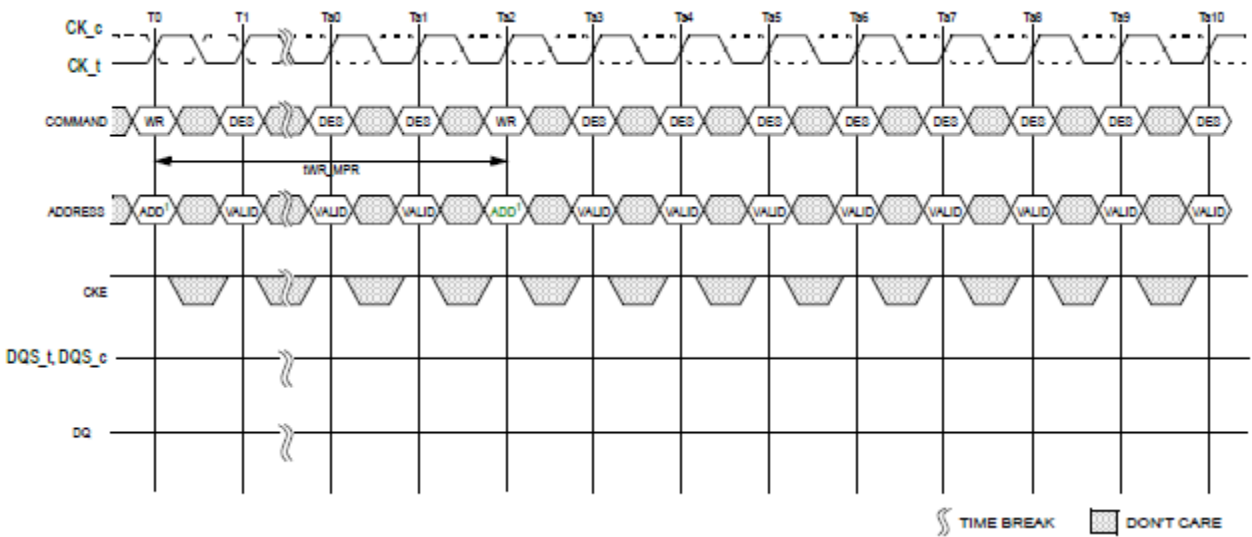 T0 T1 Ta0 Ta1 Ta2 Ta3 Ta4 Ta5 Ta6 Ta7 Ta8 Ta9 Ta10
CK_c
CK_t
COMMAND WR DES DES DES WR DES DES DES DES DES DES DES DES
tWR_MPR
ADDRESS ADD1 VALID VALID VALID ADD1 VALID VALID VALID VALID VALID VALID VALID VALID
CKE
DQS_t, DQS_c
DQ
TIME BREAK DON'T CARE